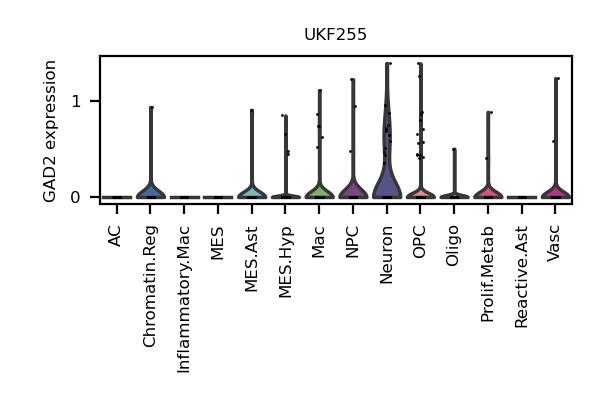 UKF255
GAD2 expression
1
0
AC
Chromatin.Reg
Inflammatory.Mac
MES
MES.Ast
MES.Hyp
Mac
NPC
Neuron
OPC
Oligo
Prolif.Metab
Reactive.Ast
Vasc